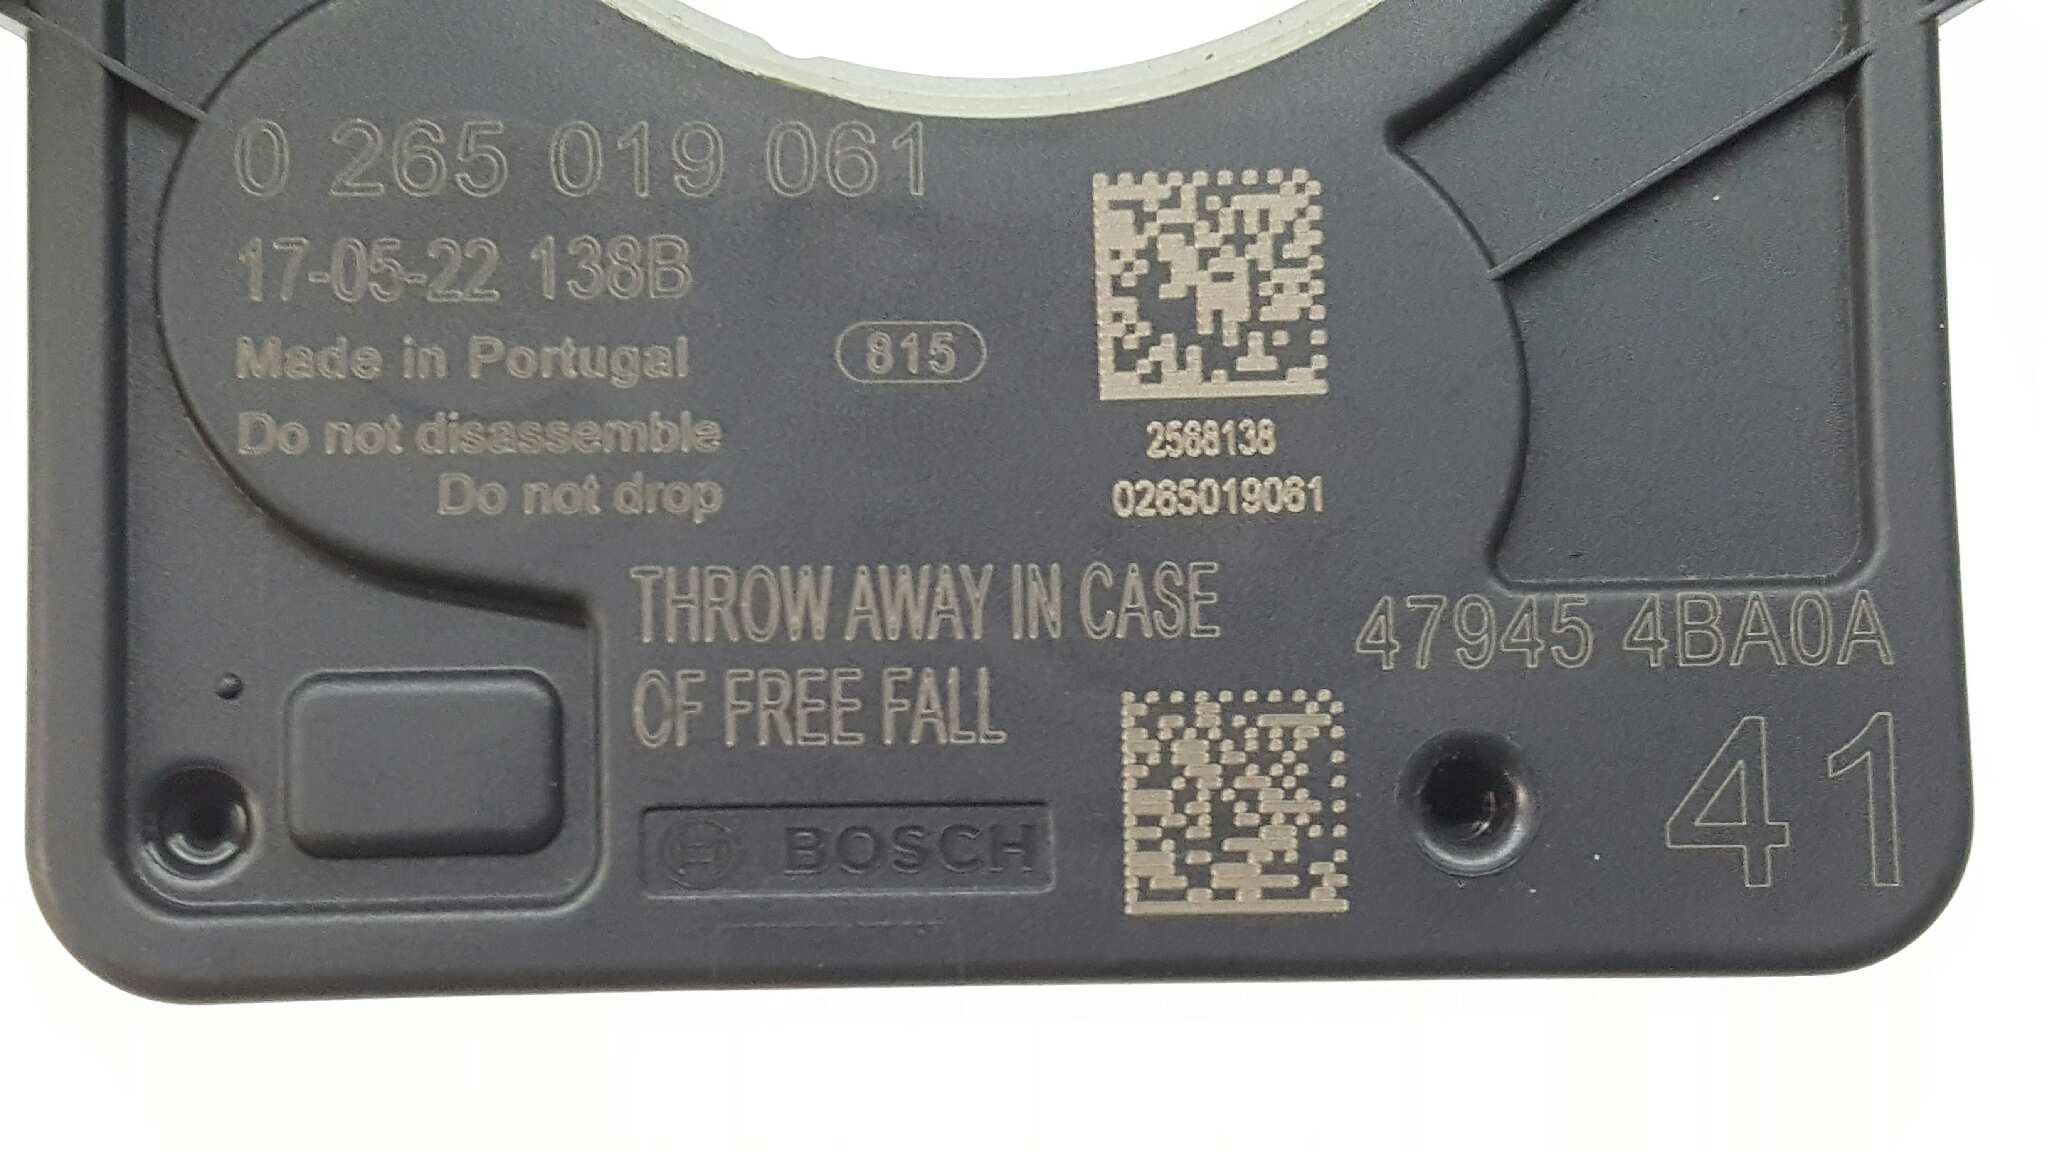 0 265 019 061
17-05-22 138B
Made in Portugal
815
Do not disassemble
Do not drop
2568138
0265019061
THROW AWAY IN CASE
OF FREE FALL
47945 4BA0A
41
BOSCH